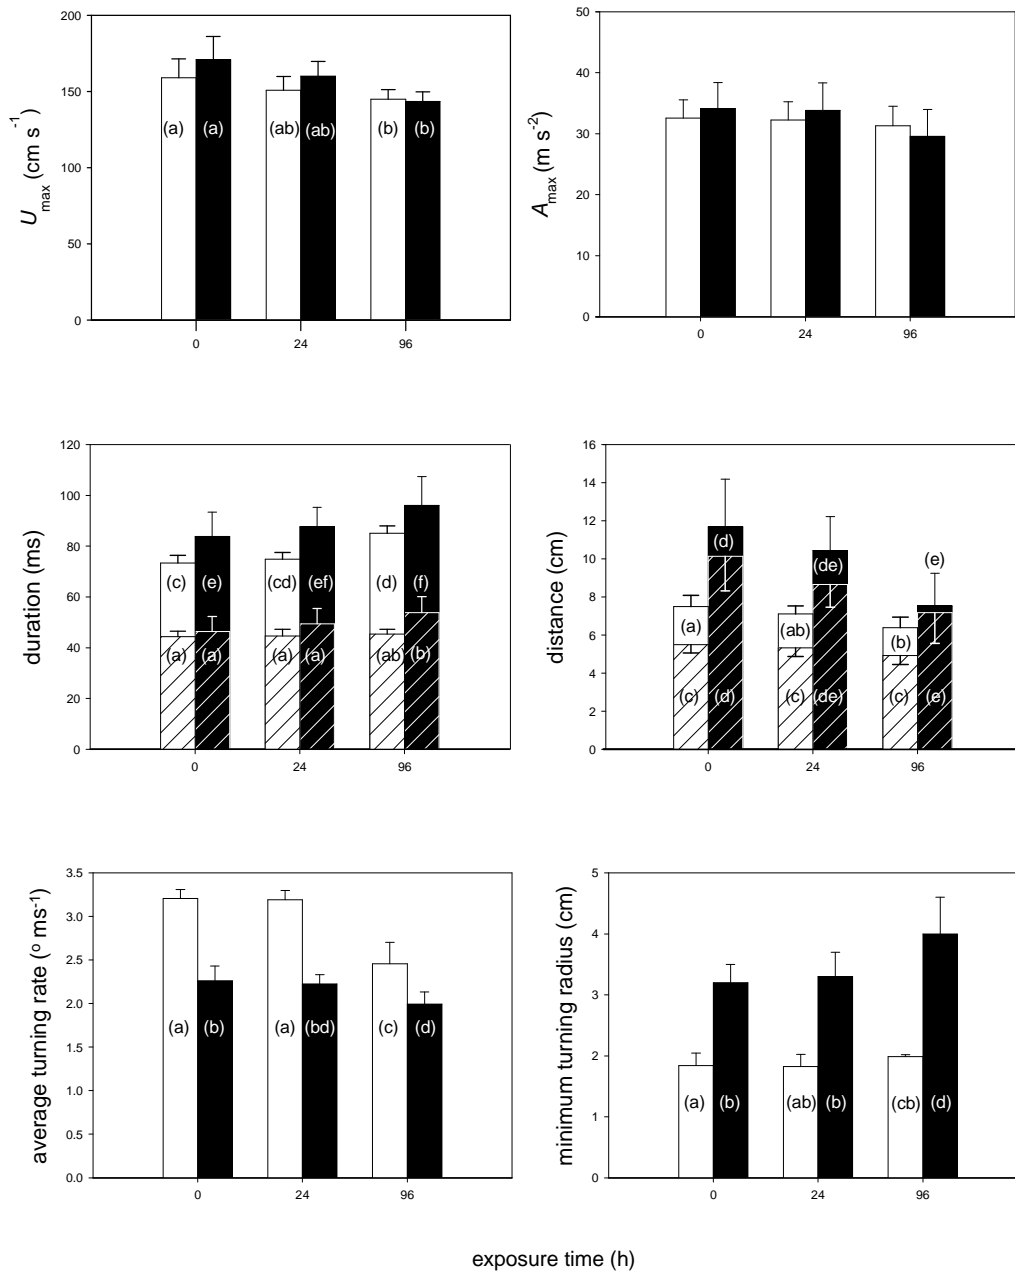 200
150
100
50
0
U max (cm s -1)
(a) (a) (ab) (ab) (b) (b)
0 24 96
50
40
30
20
10
0
A max (m s-2)
0 24 96
120
100
80
60
40
20
0
duration (ms)
(c) (e) (cd) (ef) (d) (f)
(a) (a) (a) (a) (ab) (b)
0 24 96
16
14
12
10
8
6
4
2
0
distance (cm)
(d) (de) (e)
(a) (ab) (b)
(c) (d) (c) (de) (c) (e)
0 24 96
3.5
3.0
2.5
2.0
1.5
1.0
0.5
0.0
average turning rate (o ms-1)
(a) (b) (a) (bd) (c) (d)
0 24 96
5
4
3
2
1
0
minimum turning radius (cm)
(a) (b) (ab) (b) (cb) (d)
0 24 96
exposure time (h)